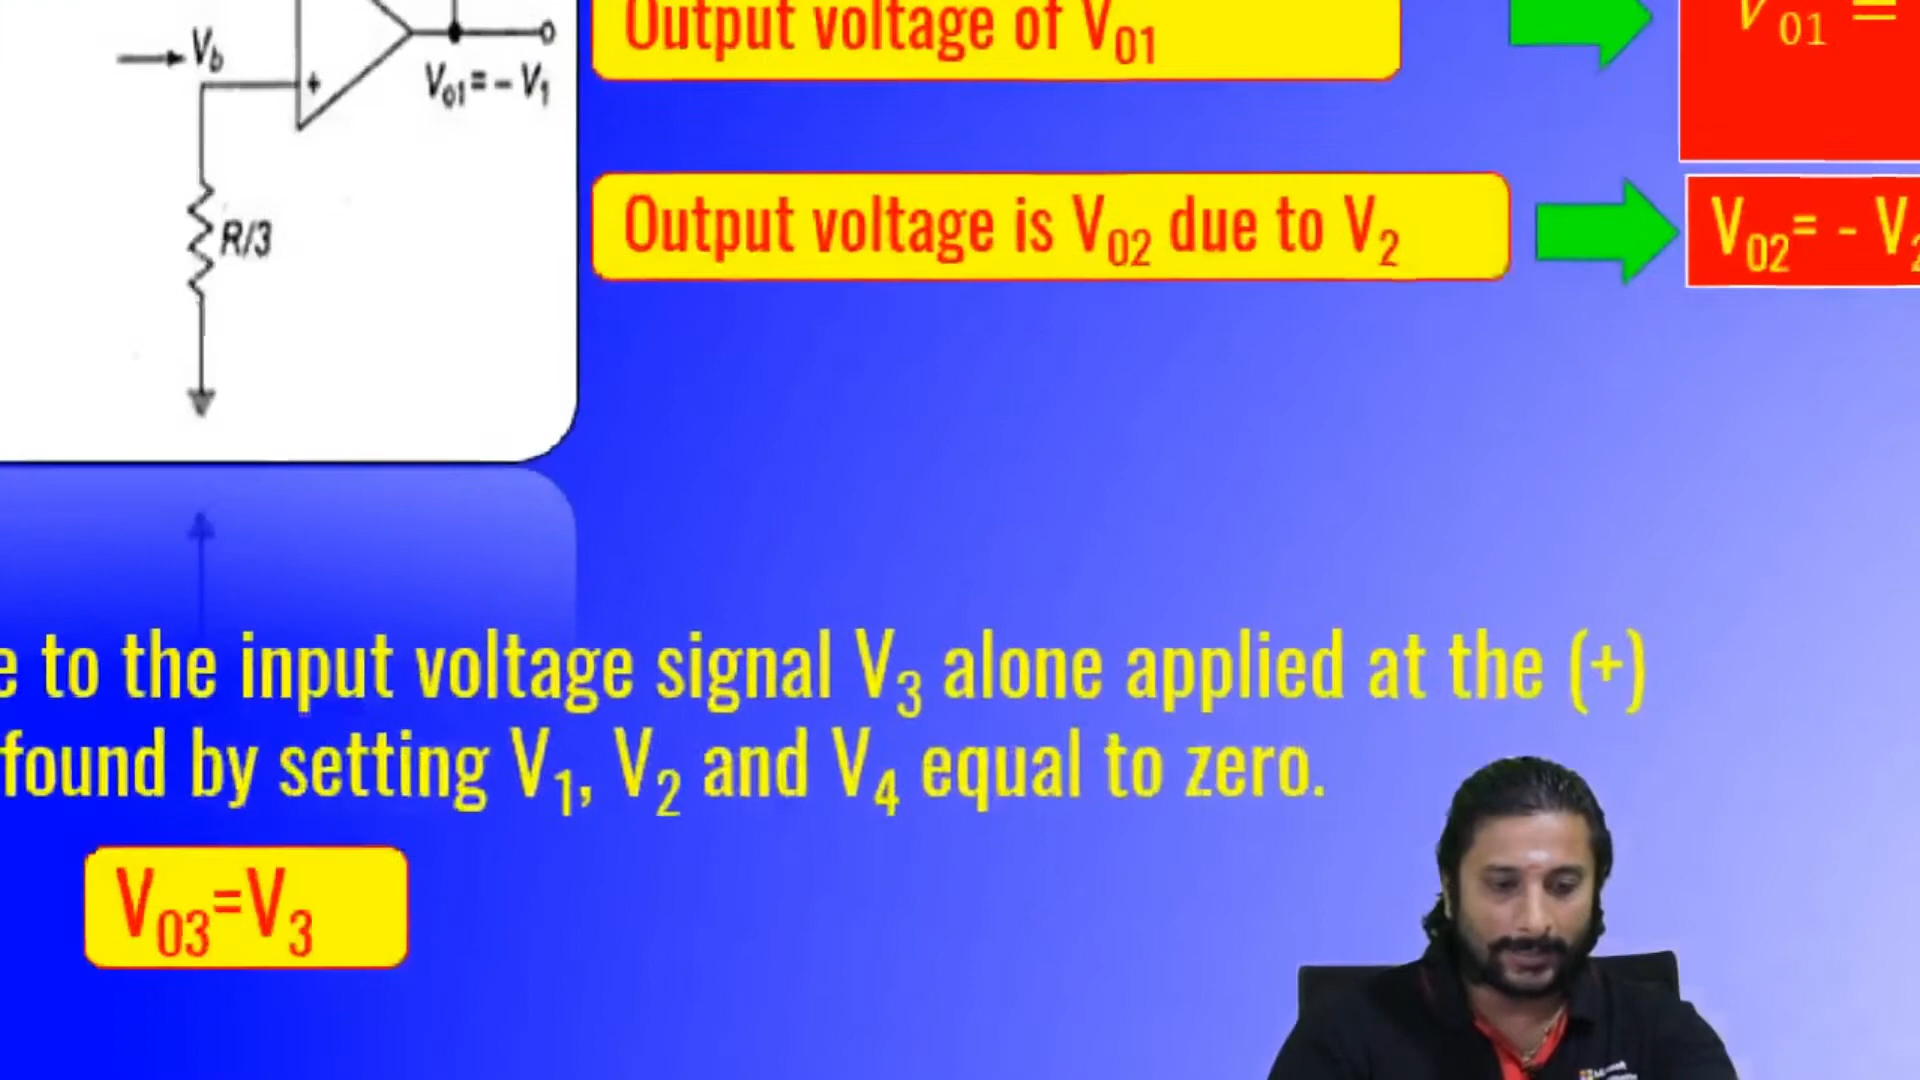 Output voltage of V01
V01 =
Vb
+
V01 = - V1
Output voltage is V02 due to V2
V02= - V2
R/3
e to the input voltage signal V3 alone applied at the (+)
found by setting V1, V2 and V4 equal to zero.
V03=V3